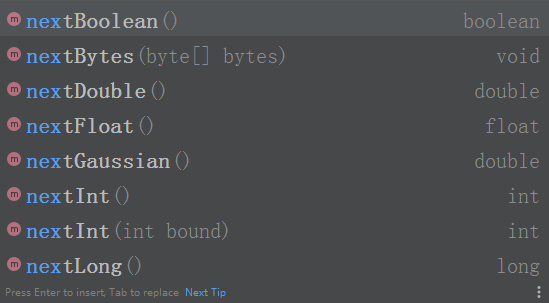 m nextBoolean() boolean
m nextBytes(byte[] bytes) void
m nextDouble() double
m nextFloat() float
m nextGaussian() double
m nextInt() int
m nextInt(int bound) int
m nextLong() long
Press Enter to insert, Tab to replace Next Tip